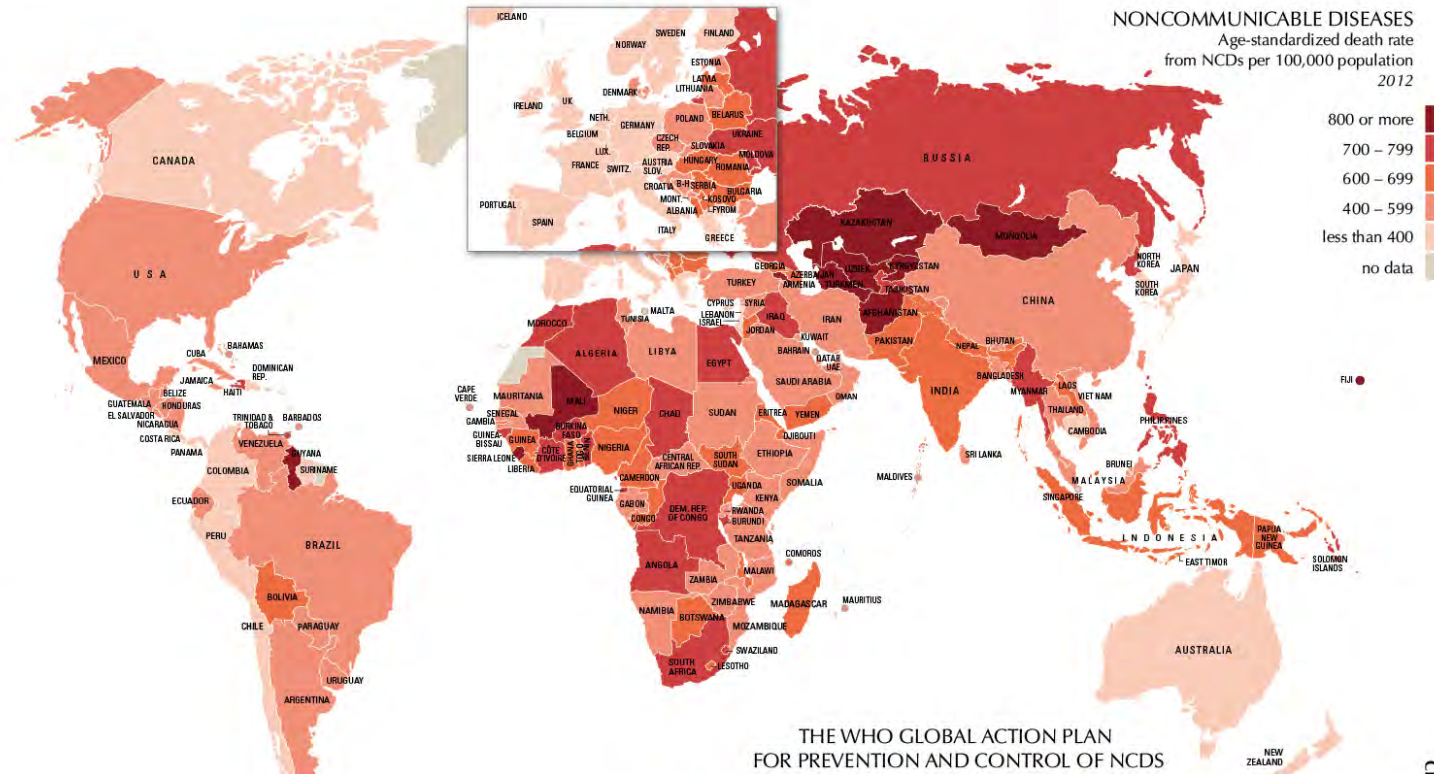 NONCOMMUNICABLE DISEASES
Age-standardized death rate
from NCDs per 100,000 population
2012
800 or more
700 – 799
600 – 699
400 – 599
less than 400
no data
ICELAND
NORWAY
SWEDEN
FINLAND
ESTONIA
LATVIA
LITHUANIA
DENMARK
IRELAND
UK
NETH.
GERMANY
POLAND
BELARUS
BELGIUM
LUX.
CZECH
REP.
UKRAINE
SLOVAKIA
MOLDOVA
FRANCE
SWITZ.
AUSTRIA
SLOV.
HUNGARY
ROMANIA
CROATIA
B-H
SERBIA
BULGARIA
MONT.
KOSOVO
ALBANIA
FYROM
PORTUGAL
SPAIN
ITALY
GREECE
CANADA
USA
MEXICO
CUBA
BAHAMAS
JAMAICA
HAITI
DOMINICAN
REP.
BELIZE
GUATEMALA
HONDURAS
EL SALVADOR
NICARAGUA
COSTA RICA
PANAMA
TRINIDAD &
TOBAGO
BARBADOS
VENEZUELA
GUYANA
SURINAME
COLOMBIA
ECUADOR
PERU
BRAZIL
BOLIVIA
CHILE
PARAGUAY
URUGUAY
ARGENTINA
RUSSIA
KAZAKHSTAN
MONGOLIA
GEORGIA
AZERBAIJAN
ARMENIA
UZBEK.
TURKMEN.
KYRGYSTAN
TAJIKISTAN
AFGHANISTAN
NORTH
KOREA
SOUTH
KOREA
JAPAN
CHINA
TURKEY
CYPRUS
SYRIA
LEBANON
ISRAEL
JORDAN
IRAQ
IRAN
KUWAIT
BAHRAIN
QATAR
UAE
SAUDI ARABIA
OMAN
YEMEN
PAKISTAN
NEPAL
BHUTAN
INDIA
BANGLADESH
MYANMAR
LAOS
VIET NAM
THAILAND
CAMBODIA
SRI LANKA
MALDIVES
PHILIPPINES
BRUNEI
MALAYSIA
SINGAPORE
INDONESIA
EAST TIMOR
PAPUA
NEW
GUINEA
SOLOMON
ISLANDS
FIJI
AUSTRALIA
NEW
ZEALAND
MALTA
TUNISIA
MOROCCO
ALGERIA
LIBYA
EGYPT
CAPE
VERDE
MAURITANIA
MALI
NIGER
CHAD
SUDAN
ERITREA
DJIBOUTI
SENEGAL
GAMBIA
GUINEA-
BISSAU
GUINEA
SIERRA LEONE
LIBERIA
BURKINA
FASO
CÔTE
D'IVOIRE
GHANA
TOGO
BENIN
NIGERIA
CAMEROON
CENTRAL
AFRICAN REP.
SOUTH
SUDAN
ETHIOPIA
SOMALIA
EQUATORIAL
GUINEA
GABON
CONGO
DEM. REP.
OF CONGO
UGANDA
KENYA
RWANDA
BURUNDI
TANZANIA
ANGOLA
ZAMBIA
MALAWI
COMOROS
NAMIBIA
BOTSWANA
ZIMBABWE
MOZAMBIQUE
MADAGASCAR
MAURITIUS
SOUTH
AFRICA
SWAZILAND
LESOTHO
THE WHO GLOBAL ACTION PLAN
FOR PREVENTION AND CONTROL OF NCDS